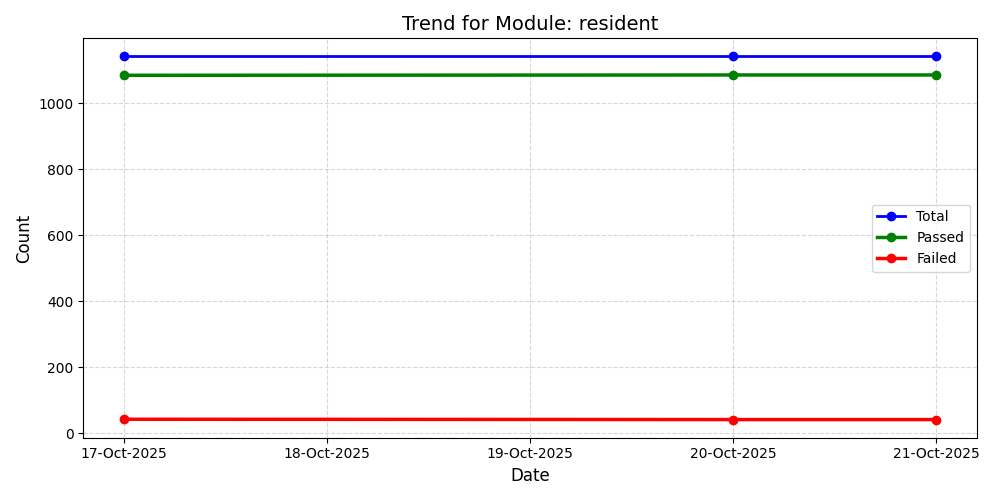 Trend for Module: resident
Count
1000
800
600
400
200
0
Total
Passed
Failed
17-Oct-2025 18-Oct-2025 19-Oct-2025 20-Oct-2025 21-Oct-2025
Date